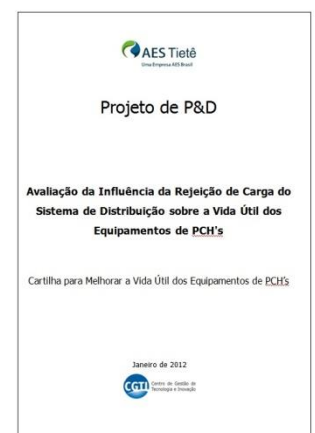 AES Tietê
Uma Empresa AES Brasil
Projeto de P&D
Avaliação da Influência da Rejeição de Carga do
Sistema de Distribuição sobre a Vida Útil dos
Equipamentos de PCH's
Cartilha para Melhorar a Vida Útil dos Equipamentos de PCH's
Janeiro de 2012
CGTI
Centro de Gestão de
Tecnologia e Inovação